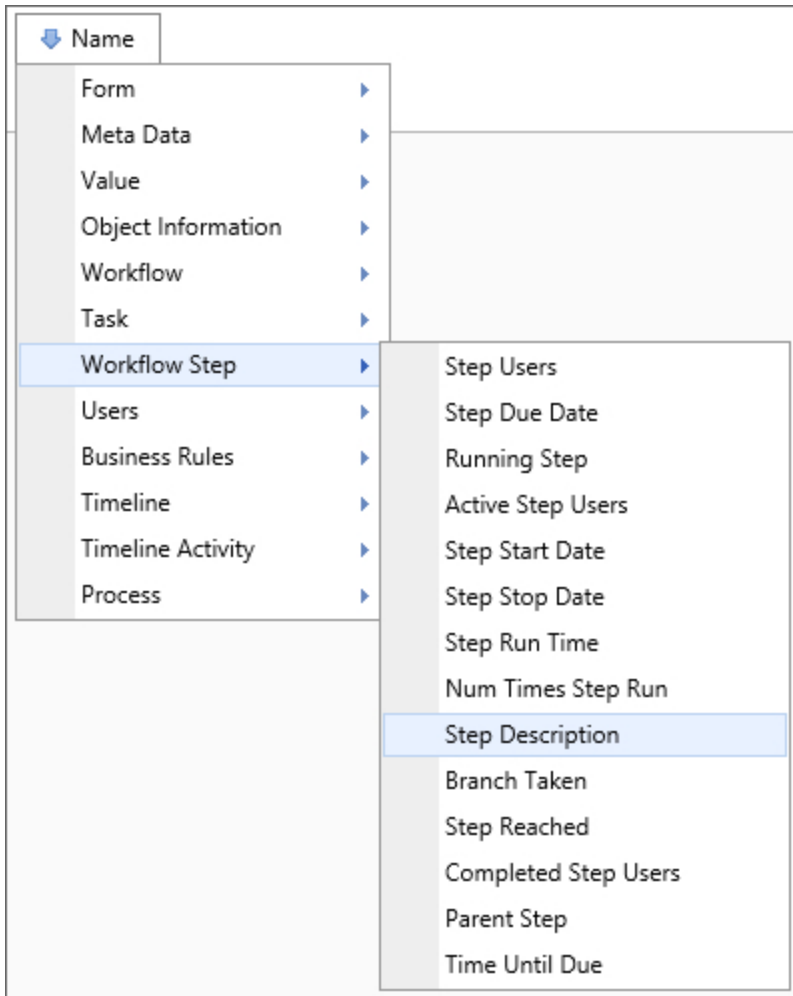 Name
Form
Meta Data
Value
Object Information
Workflow
Task
Workflow Step
Users
Business Rules
Timeline
Timeline Activity
Process
Step Users
Step Due Date
Running Step
Active Step Users
Step Start Date
Step Stop Date
Step Run Time
Num Times Step Run
Step Description
Branch Taken
Step Reached
Completed Step Users
Parent Step
Time Until Due